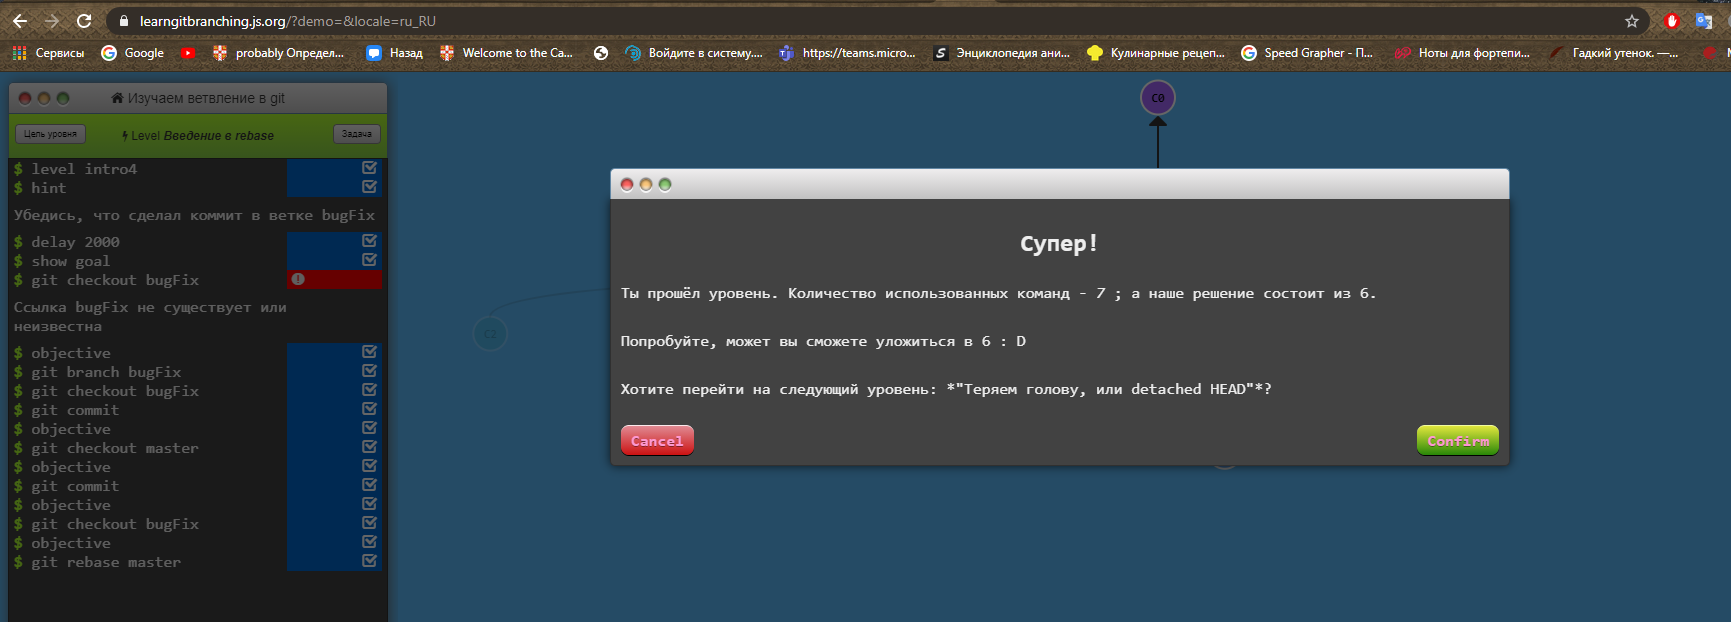 learngitbranching.js.org/?demo=&locale=ru_RU
Сервисы Google probably Определ... Назад Welcome to the Ca... Войдите в систему.... https://teams.micro... Энциклопедия ани... Кулинарные рецеп... Speed Grapher - П... Ноты для фортепи... Гадкий утенок. —...
Изучаем ветвление в git
Цель уровня Level Введение в rebase Задача
$ level intro4
$ hint
Убедись, что сделал коммит в ветке bugFix
$ delay 2000
$ show goal
$ git checkout bugFix
Ссылка bugFix не существует или
неизвестна
$ objective
$ git branch bugFix
$ git checkout bugFix
$ git commit
$ objective
$ git checkout master
$ objective
$ git commit
$ objective
$ git checkout bugFix
$ objective
$ git rebase master
C0
Супер!
Ты прошёл уровень. Количество использованных команд - 7 ; а наше решение состоит из 6.
Попробуйте, может вы сможете уложиться в 6 : D
Хотите перейти на следующий уровень: *"Теряем голову, или detached HEAD"*?
Cancel Confirm